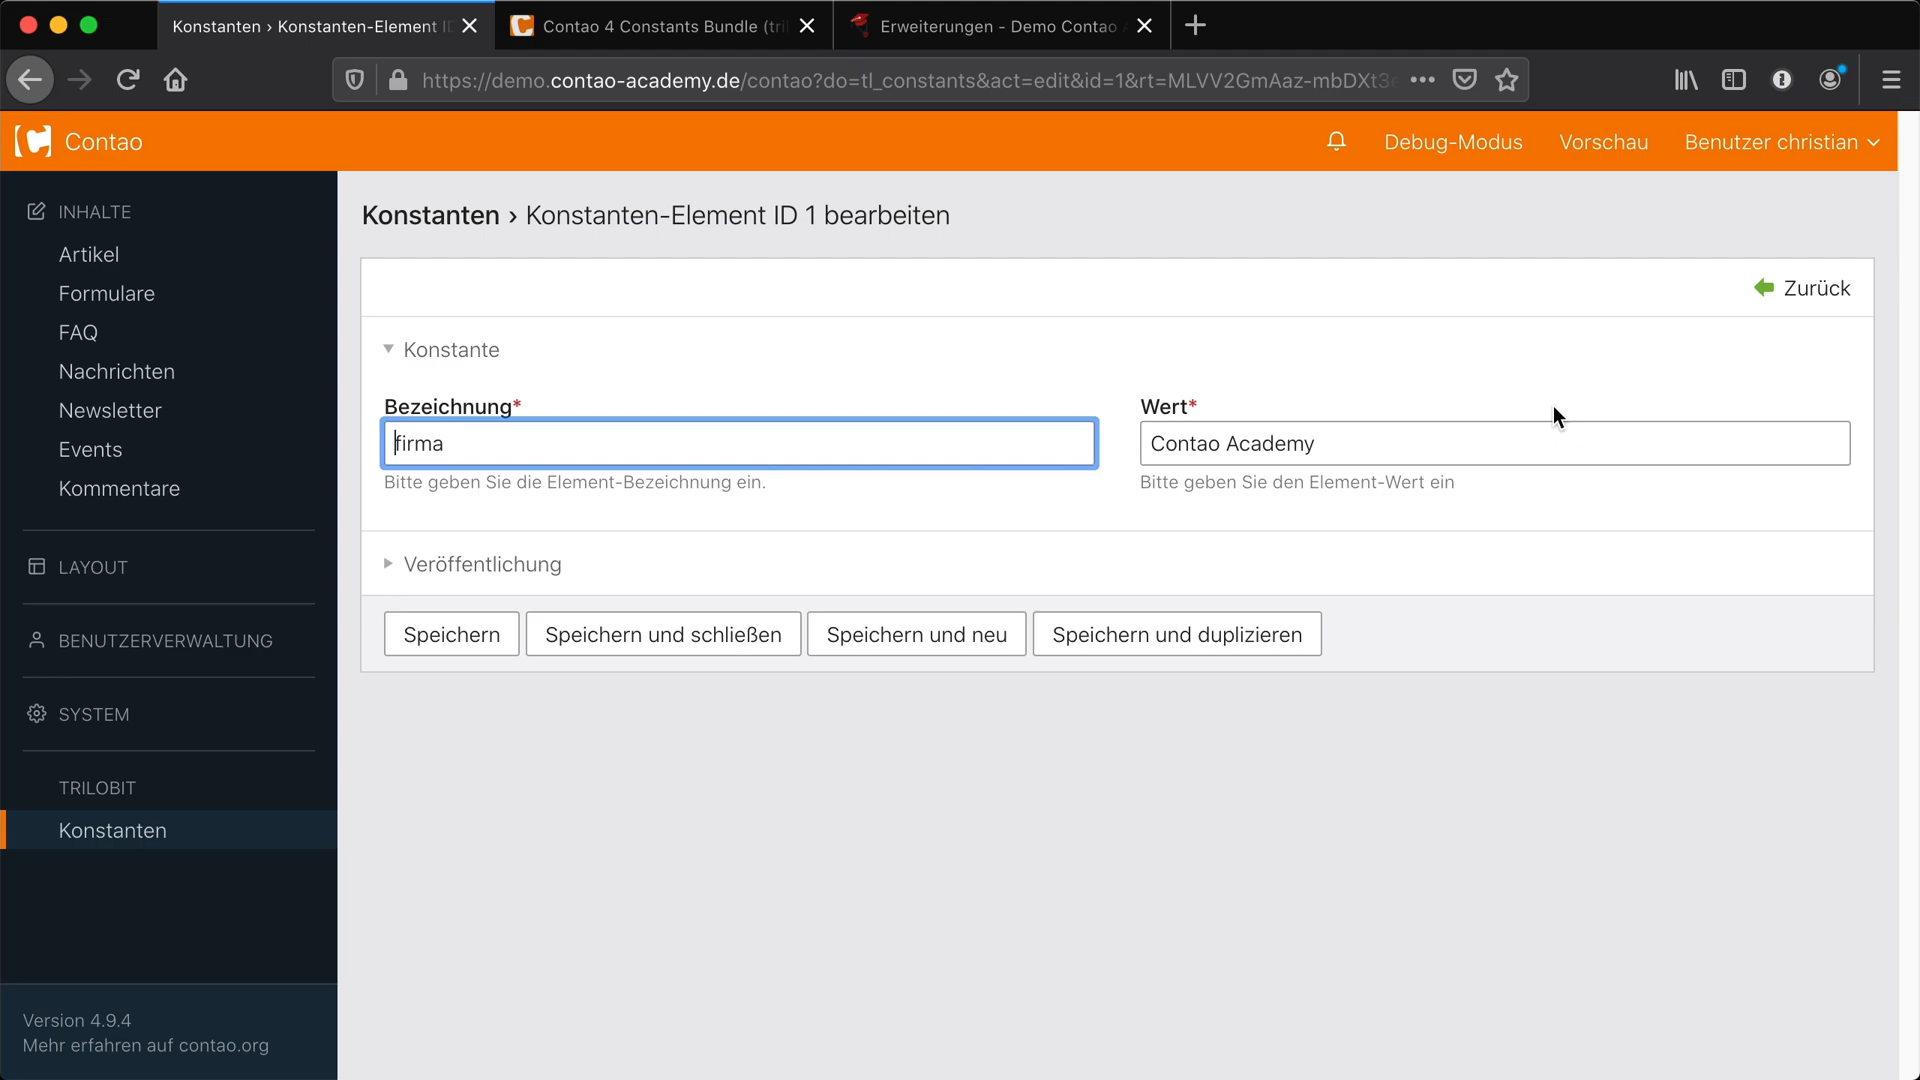 Konstanten › Konstanten-Element
Contao 4 Constants Bundle (tril
Erweiterungen - Demo Contao
https://demo.contao-academy.de/contao?do=tl_constants&act=edit&id=1&rt=MLVV2GmAaz-mbDXt3
Contao
Debug-Modus
Vorschau
Benutzer christian
INHALTE
Artikel
Formulare
FAQ
Nachrichten
Newsletter
Events
Kommentare
LAYOUT
BENUTZERVERWALTUNG
SYSTEM
TRILOBIT
Konstanten
Version 4.9.4
Mehr erfahren auf contao.org
Konstanten › Konstanten-Element ID 1 bearbeiten
Zurück
Konstante
Bezeichnung*
firma
Bitte geben Sie die Element-Bezeichnung ein.
Wert*
Contao Academy
Bitte geben Sie den Element-Wert ein
Veröffentlichung
Speichern
Speichern und schließen
Speichern und neu
Speichern und duplizieren